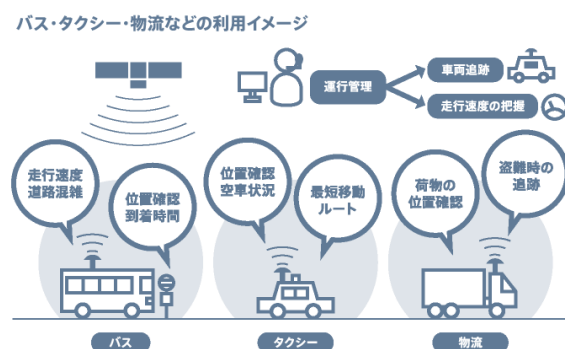 バス・タクシー・物流などの利用イメージ
運行管理
車両追跡
走行速度の把握
走行速度
道路混雑
位置確認
到着時間
位置確認
空車状況
最短移動
ルート
荷物の
位置確認
盗難時の
追跡
バス
タクシー
物流